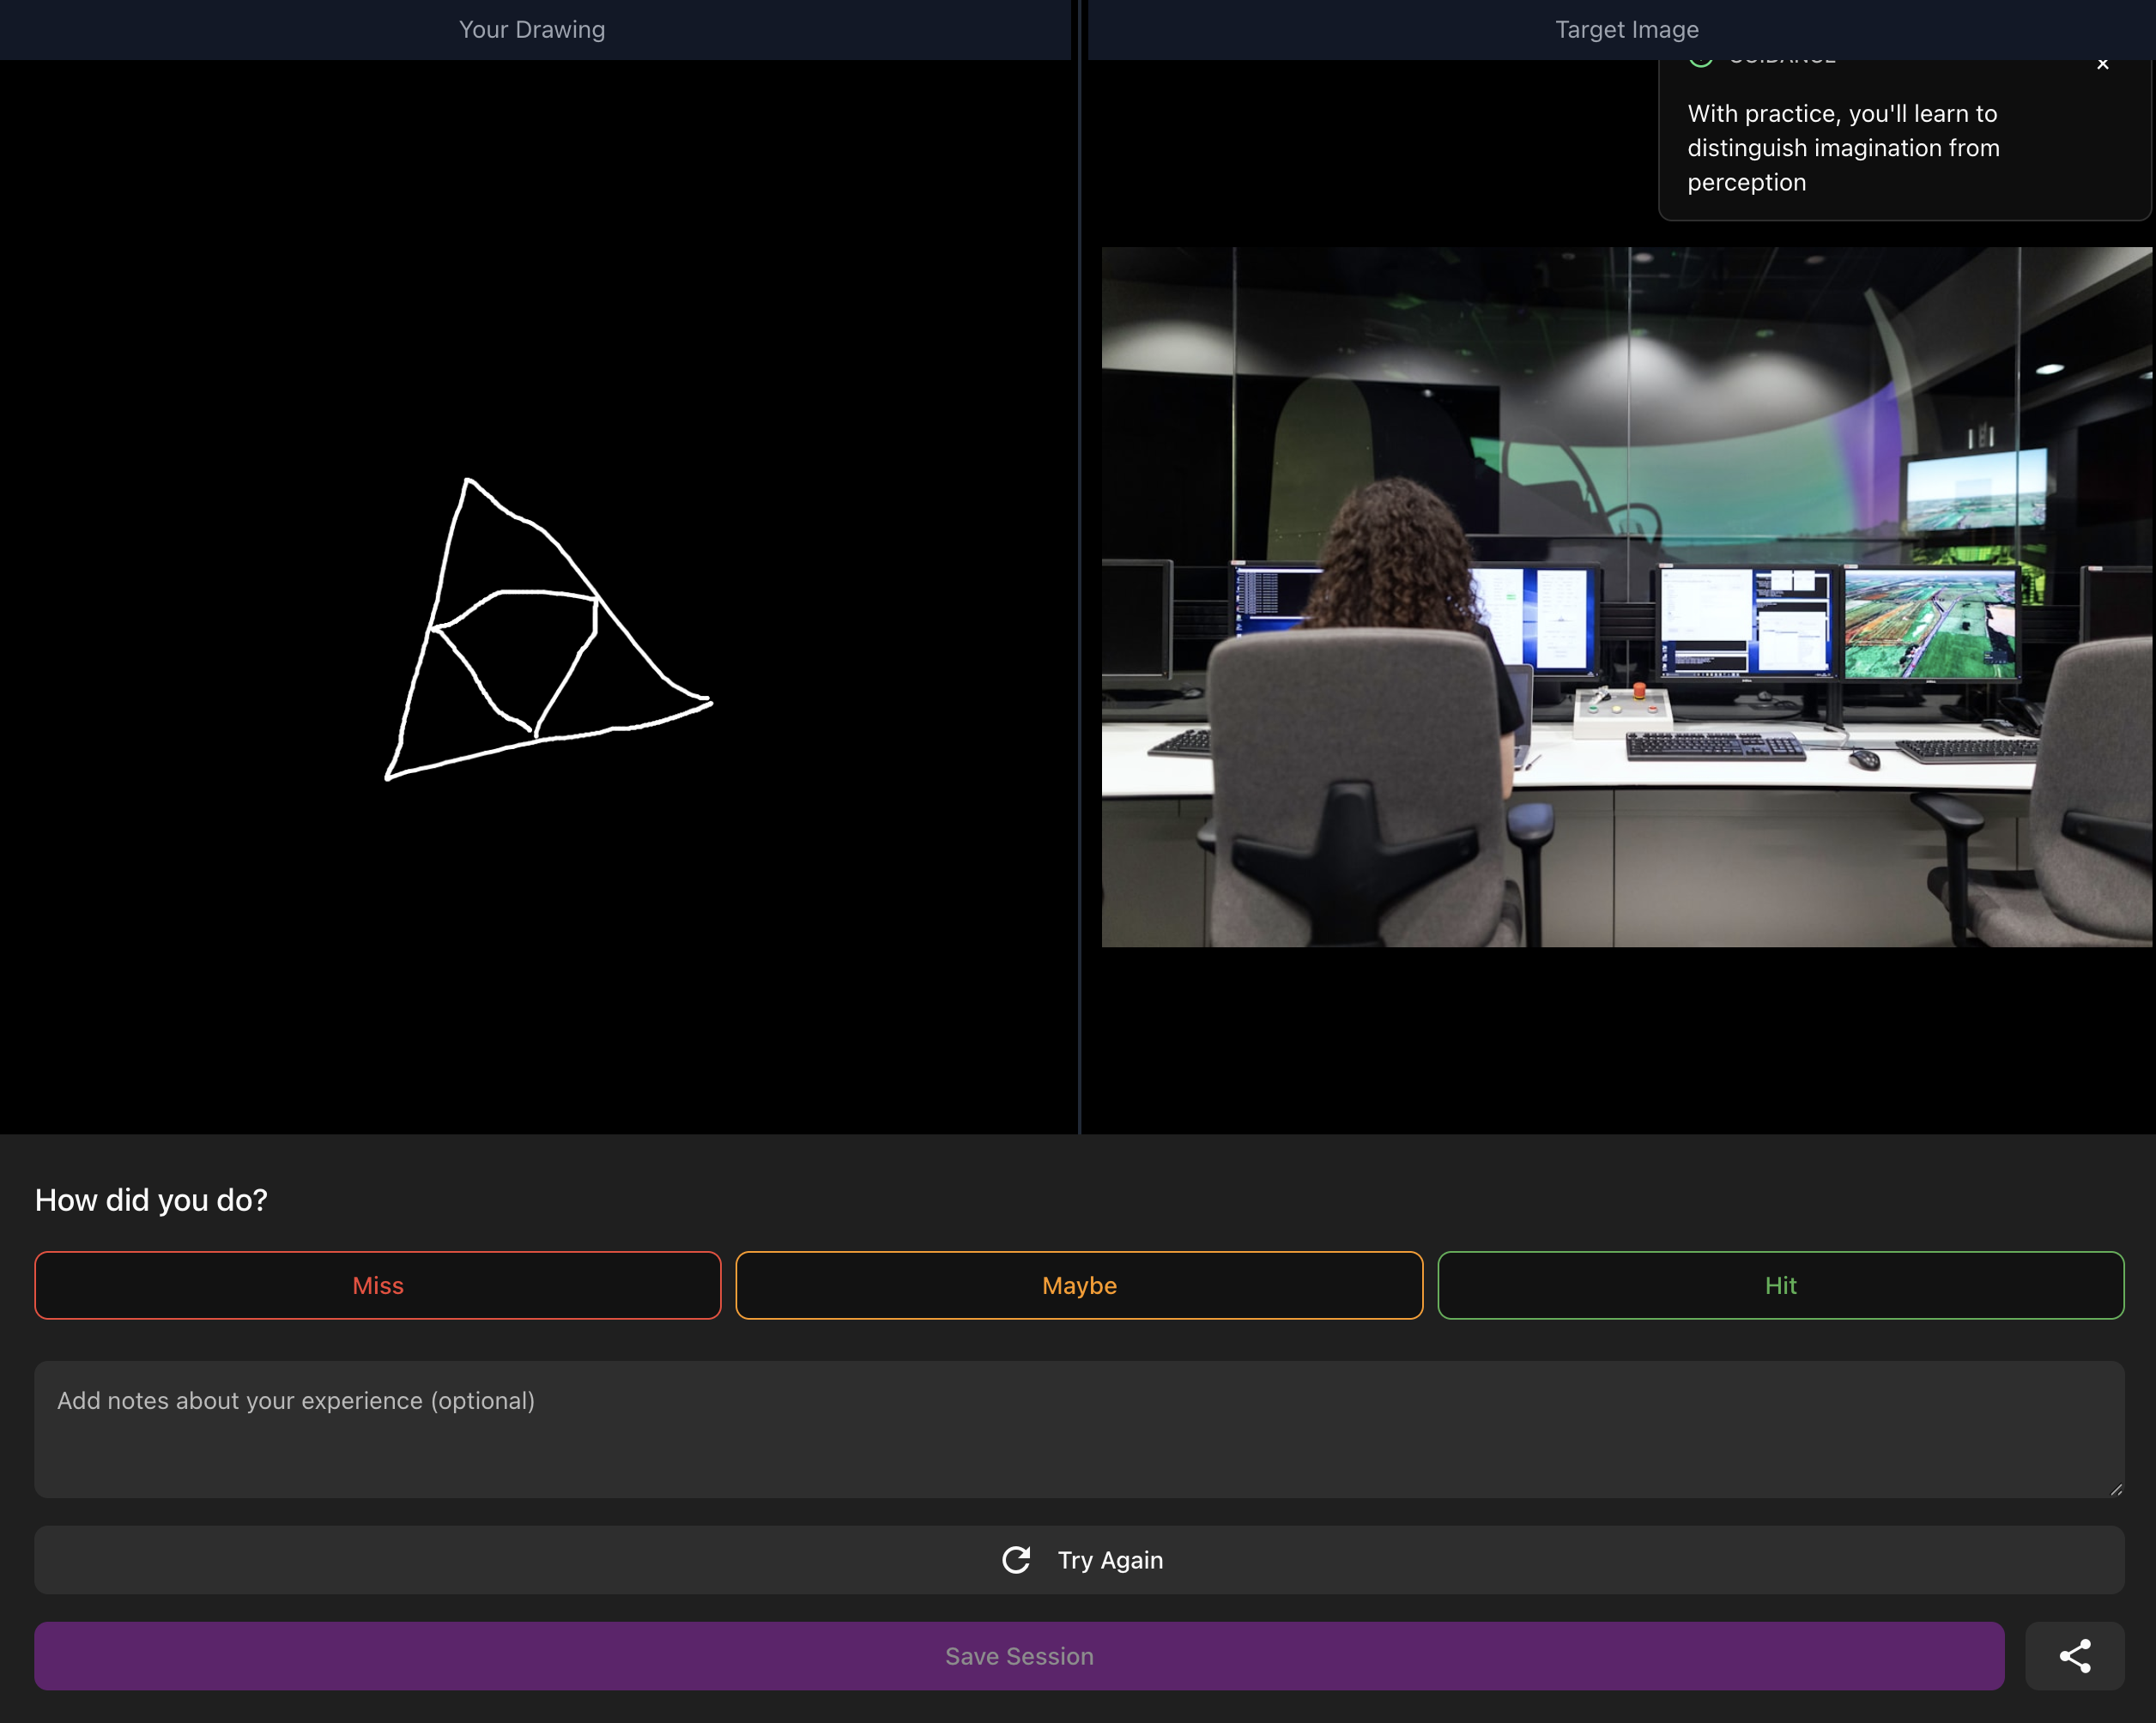 Your Drawing
Target Image
GUIDANCE
With practice, you'll learn to
distinguish imagination from
perception
How did you do?
Miss
Maybe
Hit
Add notes about your experience (optional)
Try Again
Save Session